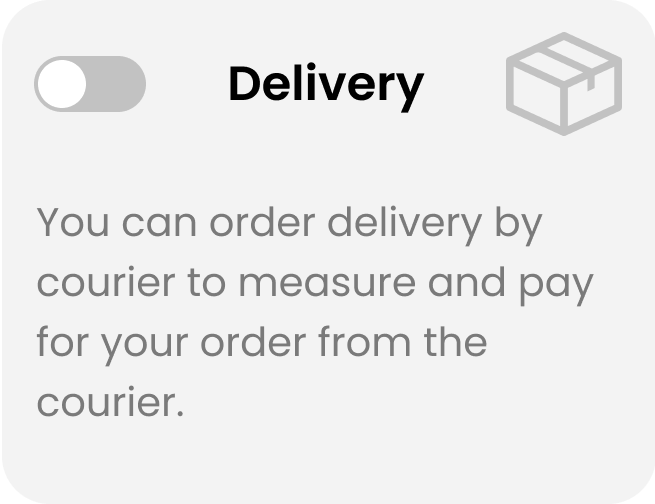 Delivery
You can order delivery by
courier to measure and pay
for your order from the
courier.